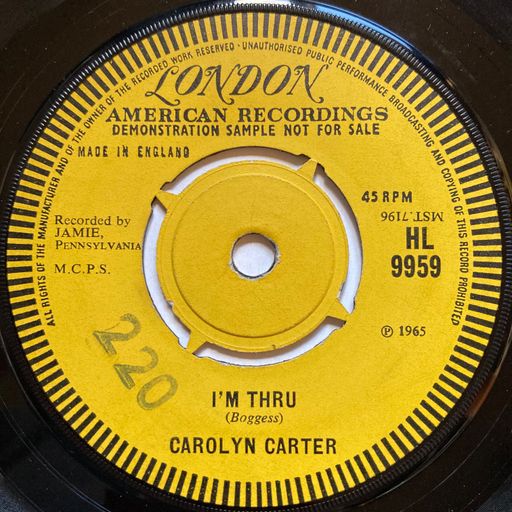 ALL RIGHTS OF THE MANUFACTURER AND OF THE OWNER OF THE RECORDED WORK RESERVED · UNAUTHORISED PUBLIC PERFORMANCE BROADCASTING AND COPYING OF THIS RECORD PROHIBITED
LONDON
AMERICAN RECORDINGS
DEMONSTRATION SAMPLE NOT FOR SALE
MADE IN ENGLAND
45 RPM
MST.7196
HL
9959
Recorded by
JAMIE,
PENNSYLVANIA
M.C.P.S.
℗ 1965
220
I'M THRU
(Boggess)
CAROLYN CARTER